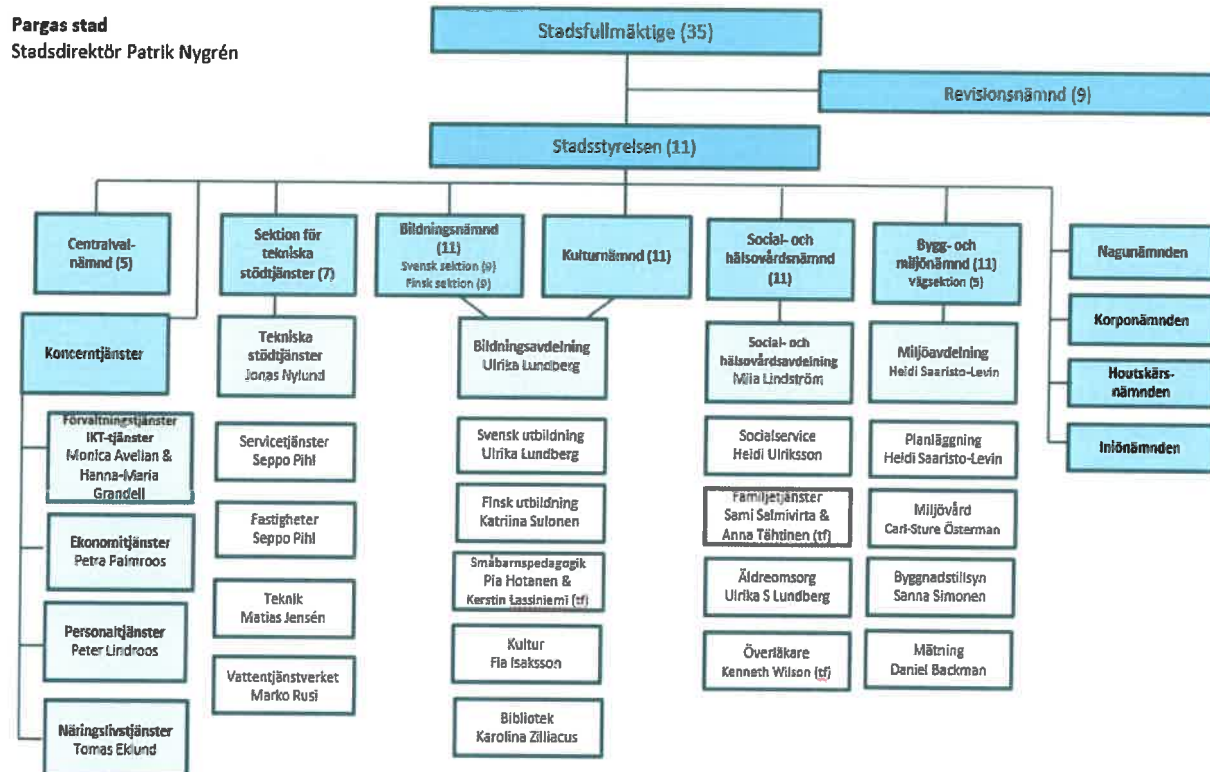 Pargas stad
Stadsdirektör Patrik Nygrén
Stadsfullmäktige (35)
Revisionsnämnd (9)
Stadsstyrelsen (11)
Centralval-
nämnd (5)
Sektion för
tekniska
stödtjänster (7)
Bildningsnämnd
(11)
Svensk sektion (9)
Finsk sektion (9)
Kulturnämnd (11)
Social- och
hälsovårdsnämnd
(11)
Bygg- och
miljönämnd (11)
Vägsektion (5)
Nagunämnden
Korponämnden
Houtskärs-
nämnden
Iniönämnden
Koncerntjänster
Förvaltningstjänster
IKT-tjänster
Monica Avellan &
Hanna-Maria
Grandell
Ekonomitjänster
Petra Palmroos
Personaltjänster
Peter Lindroos
Näringslivstjänster
Tomas Eklund
Tekniska
stödtjänster
Jonas Nylund
Servicetjänster
Seppo Pihl
Fastigheter
Seppo Pihl
Teknik
Matias Jensén
Vattentjänstverket
Marko Rusi
Bildningsavdelning
Ulrika Lundberg
Svensk utbildning
Ulrika Lundberg
Finsk utbildning
Katriina Sulonen
Småbarnspedagogik
Pia Hotanen &
Kerstin Lassiniemi (tf)
Kultur
Fia Isaksson
Bibliotek
Karolina Zilliacus
Social- och
hälsovårdsavdelning
Miia Lindström
Socialservice
Heidi Ulriksson
Familjetjänster
Sami Salmivirta &
Anna Tähtinen (tf)
Äldreomsorg
Ulrika S Lundberg
Överläkare
Kenneth Wilson (tf)
Miljöavdelning
Heidi Saaristo-Levin
Planläggning
Heidi Saaristo-Levin
Miljövård
Carl-Sture Österman
Byggnadstillsyn
Sanna Simonen
Mätning
Daniel Backman